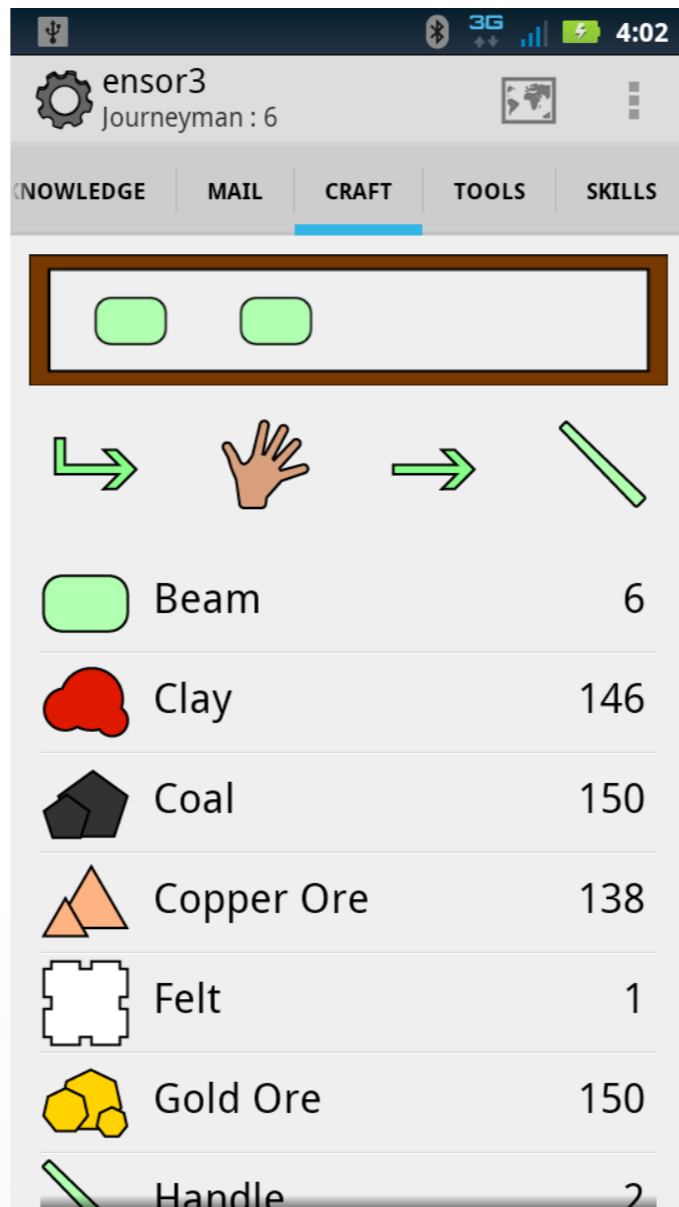 3G 4:02
ensor3
Journeyman : 6
KNOWLEDGE MAIL CRAFT TOOLS SKILLS
Beam 6
Clay 146
Coal 150
Copper Ore 138
Felt 1
Gold Ore 150
Handle 2